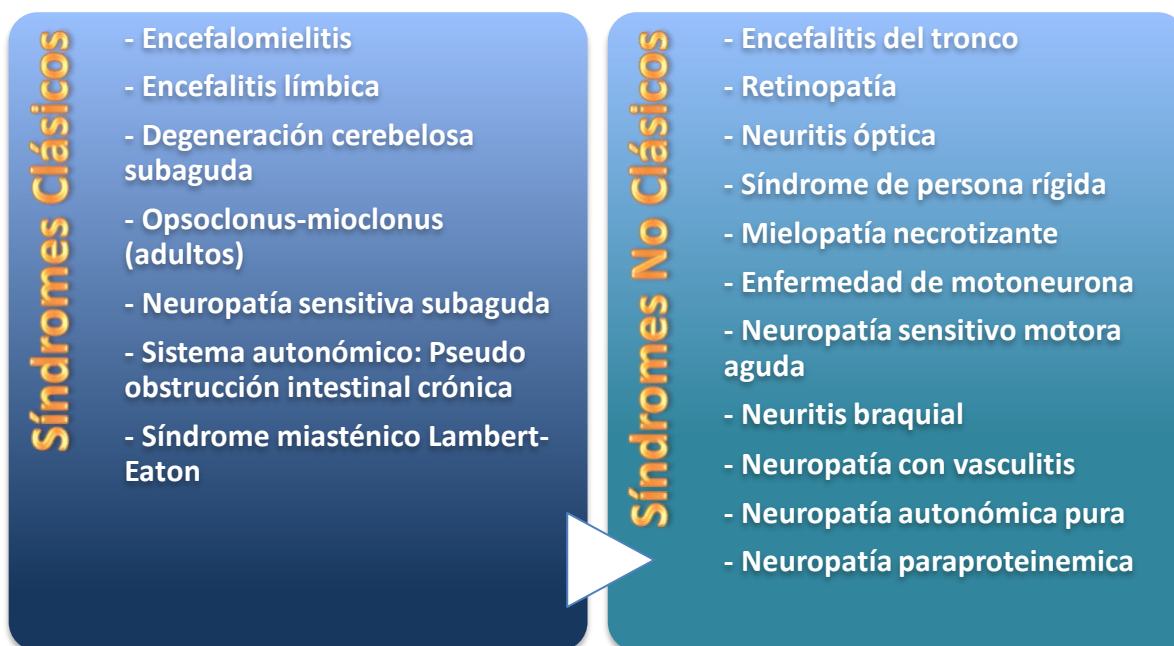 Síndromes Clásicos
- Encefalomielitis
- Encefalitis límbica
- Degeneración cerebelosa
subaguda
- Opsoclonus-mioclonus
(adultos)
- Neuropatía sensitiva subaguda
- Sistema autonómico: Pseudo
obstrucción intestinal crónica
- Síndrome miasténico Lambert-
Eaton
Síndromes No Clásicos
- Encefalitis del tronco
- Retinopatía
- Neuritis óptica
- Síndrome de persona rígida
- Mielopatía necrotizante
- Enfermedad de motoneurona
- Neuropatía sensitivo motora
aguda
- Neuritis braquial
- Neuropatía con vasculitis
- Neuropatía autonómica pura
- Neuropatía paraproteinemica